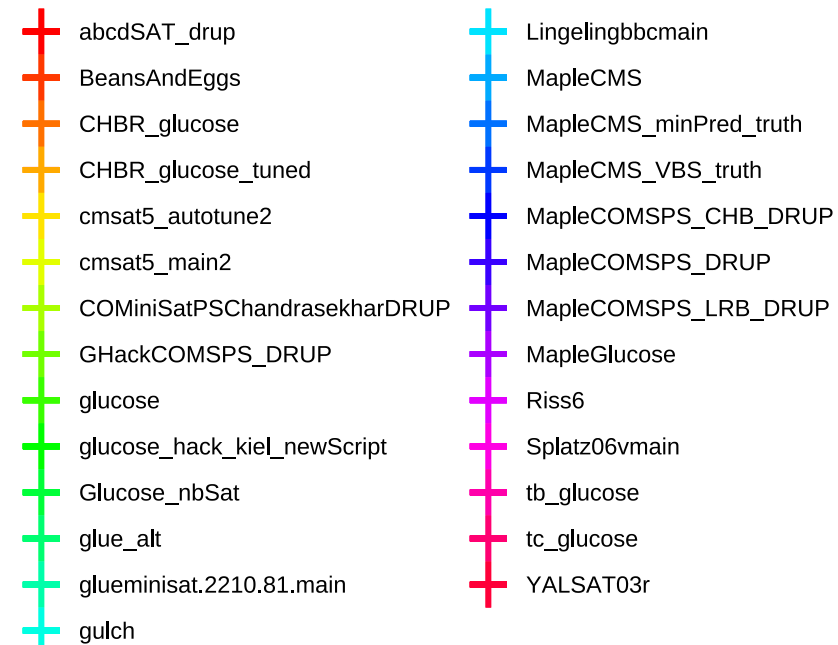 abcdSAT_drup
BeansAndEggs
CHBR_glucose
CHBR_glucose_tuned
cmsat5_autotune2
cmsat5_main2
COMiniSatPSChandrasekharDRUP
GHackCOMSPS_DRUP
glucose
glucose_hack_kiel_newScript
Glucose_nbSat
glue_alt
glueminisat.2210.81.main
gulch
Lingelingbbcmain
MapleCMS
MapleCMS_minPred_truth
MapleCMS_VBS_truth
MapleCOMSPS_CHB_DRUP
MapleCOMSPS_DRUP
MapleCOMSPS_LRB_DRUP
MapleGlucose
Riss6
Splatz06vmain
tb_glucose
tc_glucose
YALSAT03r